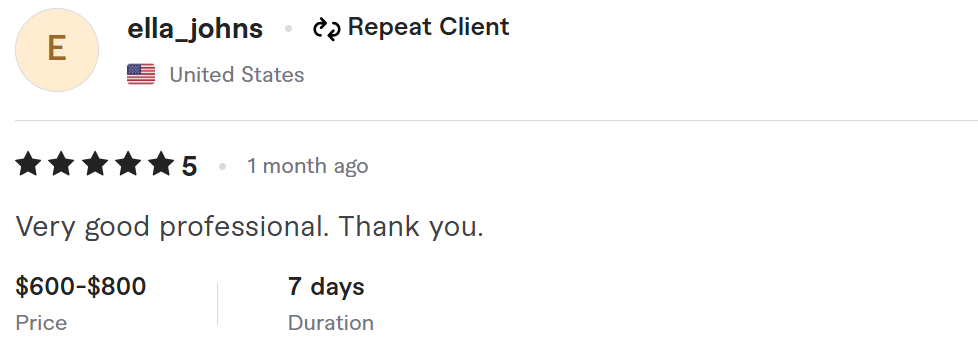 E
ella_johns • Repeat Client
United States
5 • 1 month ago
Very good professional. Thank you.
$600-$800 7 days
Price Duration